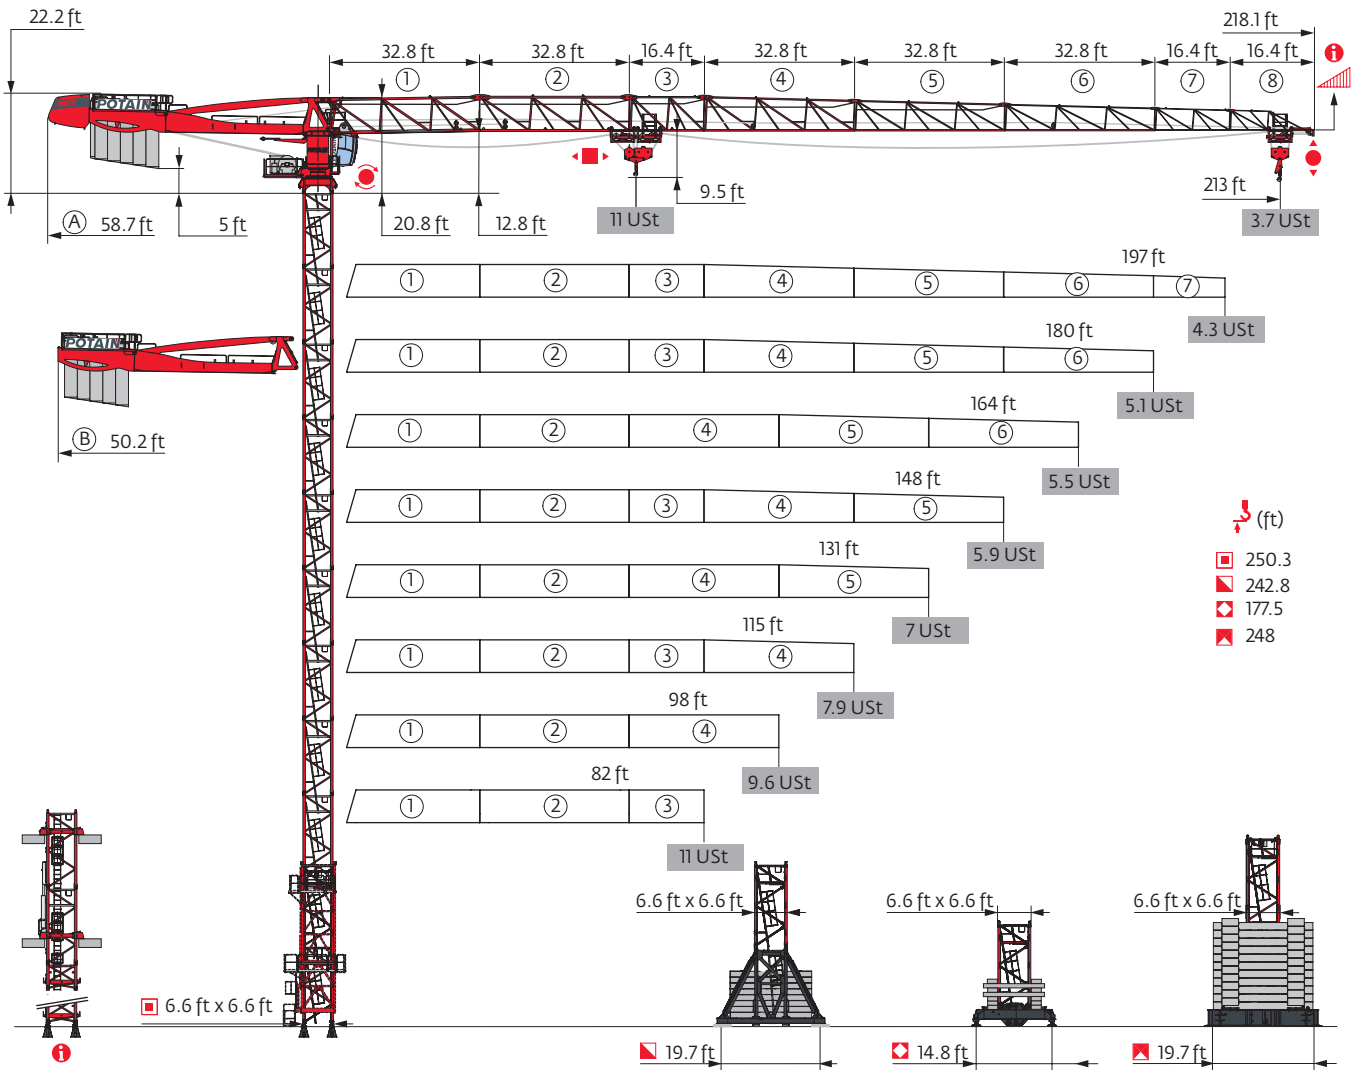 22.2 ft
218.1 ft
32.8 ft 32.8 ft 16.4 ft 32.8 ft 32.8 ft 32.8 ft 16.4 ft 16.4 ft
1 2 3 4 5 6 7 8
i
POTAIN
9.5 ft
213 ft
A 58.7 ft
5 ft
20.8 ft
12.8 ft
11 USt
3.7 USt
197 ft
1 2 3 4 5 6 7
4.3 USt
180 ft
1 2 3 4 5 6
5.1 USt
POTAIN
B 50.2 ft
164 ft
1 2 4 5 6
5.5 USt
148 ft
1 2 3 4 5
5.9 USt
(ft)
250.3
242.8
177.5
248
131 ft
1 2 4 5
7 USt
115 ft
1 2 3 4
7.9 USt
98 ft
1 2 4
9.6 USt
82 ft
1 2 3
11 USt
6.6 ft x 6.6 ft
6.6 ft x 6.6 ft
6.6 ft x 6.6 ft
6.6 ft x 6.6 ft
i
19.7 ft
14.8 ft
19.7 ft